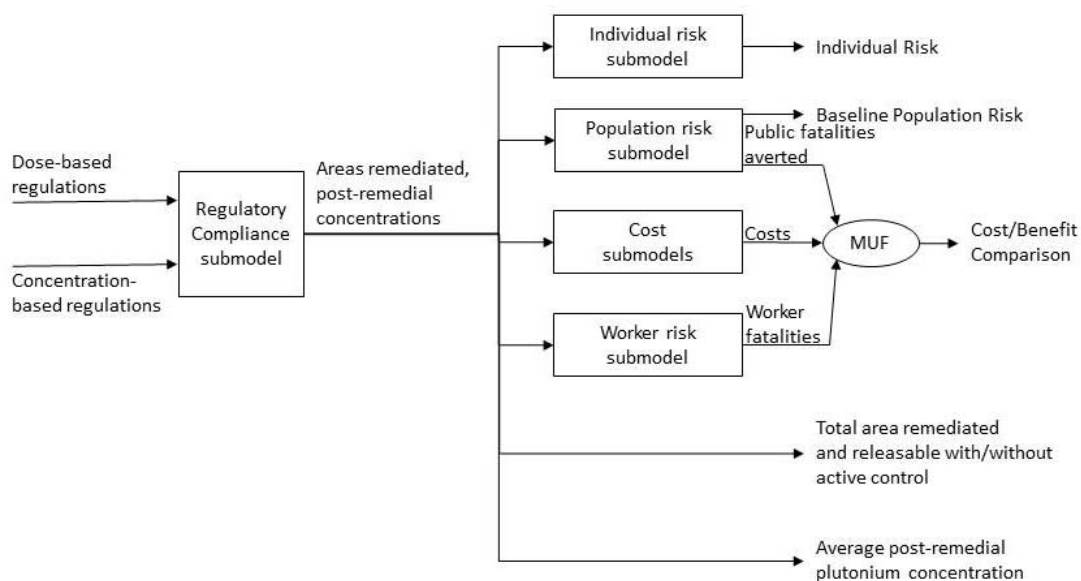 Dose-based
regulations
Concentration-
based regulations
Regulatory
Compliance
submodel
Areas remediated,
post-remedial
concentrations
Individual risk
submodel
Individual Risk
Population risk
submodel
Baseline Population Risk
Public fatalities
averted
Cost
submodels
Costs
MUF
Cost/Benefit
Comparison
Worker risk
submodel
Worker
fatalities
Total area remediated
and releasable with/without
active control
Average post-remedial
plutonium concentration